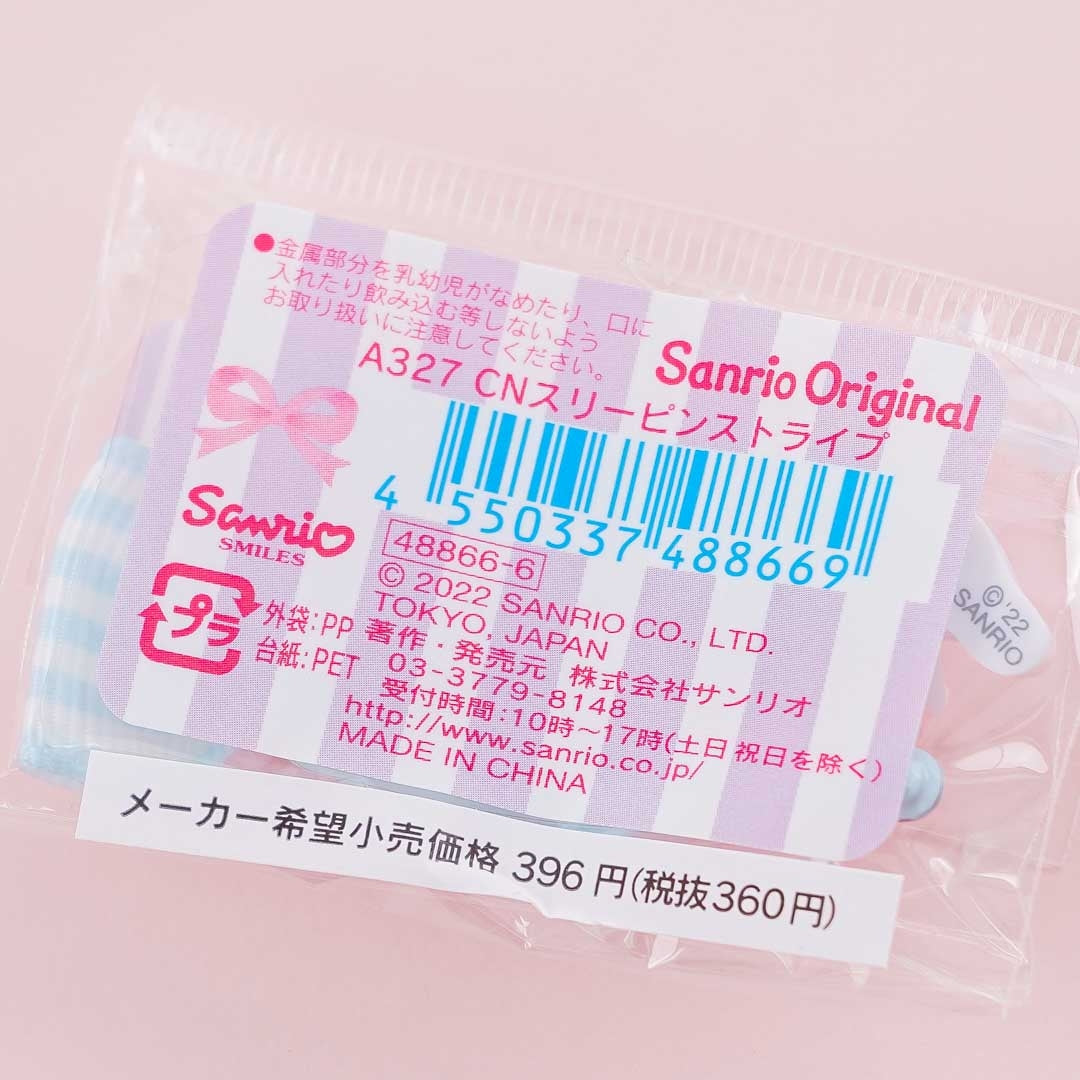 ●金属部分を乳幼児がなめたり、口に
入れたり飲み込む等しないよう
お取り扱いに注意してください。
Sanrio Original
A327 CNスリーピンストライプ
4 550337 488669
Sanrio
SMILES
48866-6
© 2022 SANRIO CO., LTD.
TOKYO, JAPAN
プラ
外袋:PP
台紙:PET
著作・発売元 株式会社サンリオ
03-3779-8148
受付時間:10時～17時(土日祝日を除く)
http://www.sanrio.co.jp/
MADE IN CHINA
©'22
SANRIO
メーカー希望小売価格 396円(税抜360円)